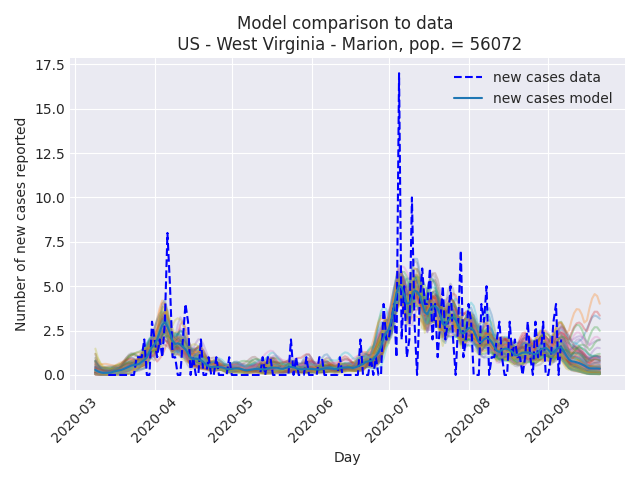 Model comparison to data
US - West Virginia - Marion, pop. = 56072
new cases data
new cases model
Number of new cases reported
17.5
15.0
12.5
10.0
7.5
5.0
2.5
0.0
2020-03
2020-04
2020-05
2020-06
2020-07
2020-08
2020-09
Day